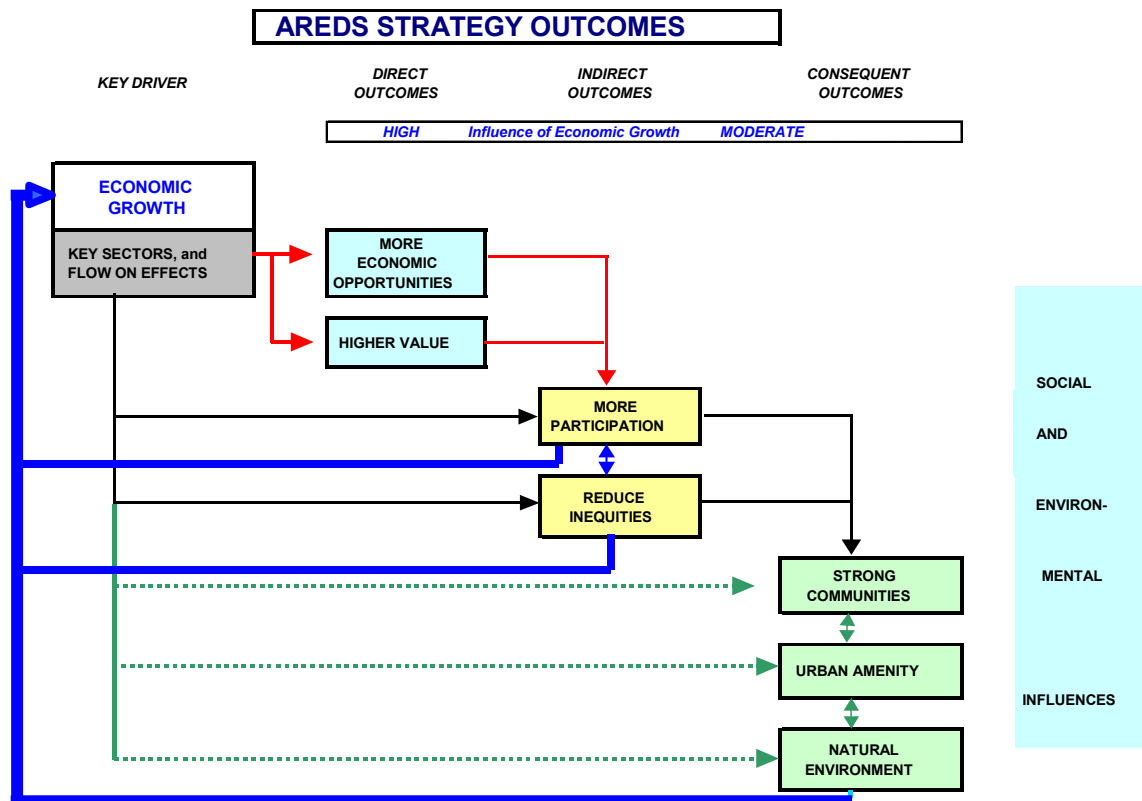 AREDS STRATEGY OUTCOMES
KEY DRIVER
DIRECT
OUTCOMES
INDIRECT
OUTCOMES
CONSEQUENT
OUTCOMES
HIGH Influence of Economic Growth MODERATE
ECONOMIC
GROWTH
KEY SECTORS, and
FLOW ON EFFECTS
MORE
ECONOMIC
OPPORTUNITIES
HIGHER VALUE
MORE
PARTICIPATION
REDUCE
INEQUITIES
STRONG
COMMUNITIES
URBAN AMENITY
NATURAL
ENVIRONMENT
SOCIAL
AND
ENVIRON-
MENTAL
INFLUENCES